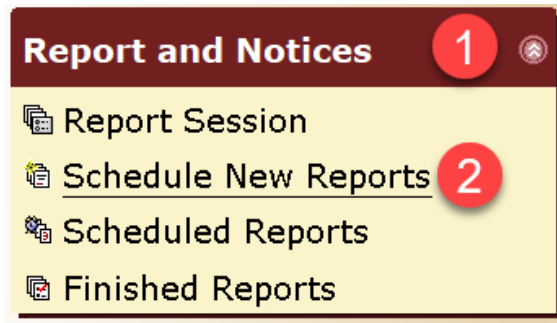 Report and Notices 1
Report Session
Schedule New Reports 2
Scheduled Reports
Finished Reports